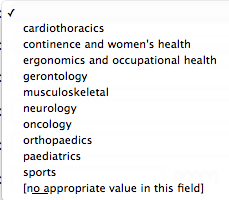 cardiothoracics
continence and women's health
ergonomics and occupational health
gerontology
musculoskeletal
neurology
oncology
orthopaedics
paediatrics
sports
[no appropriate value in this field]